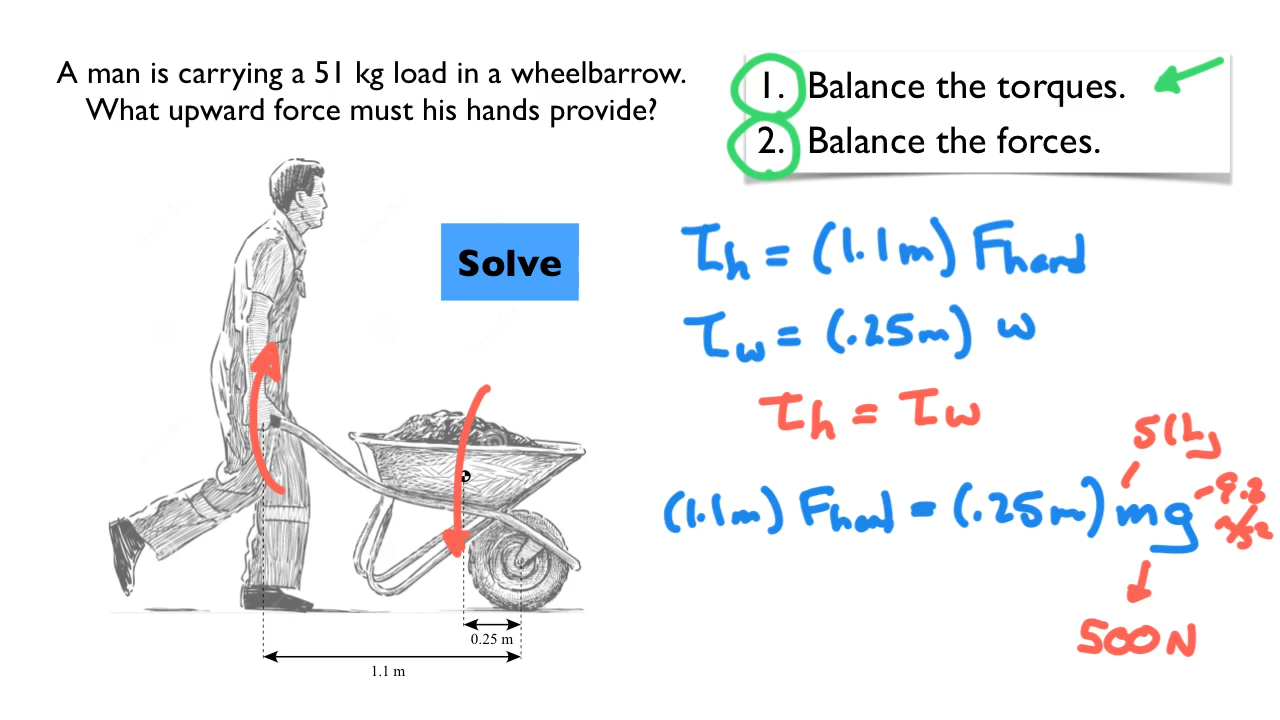 A man is carrying a 51 kg load in a wheelbarrow.
What upward force must his hands provide?
1. Balance the torques.
2. Balance the forces.
Solve
τh = (1.1m) Fhand
τw = (.25m) w
τh = τw
51kg
(1.1m) Fhand = (.25m) mg
9.8
m/s2
500N
0.25 m
1.1 m